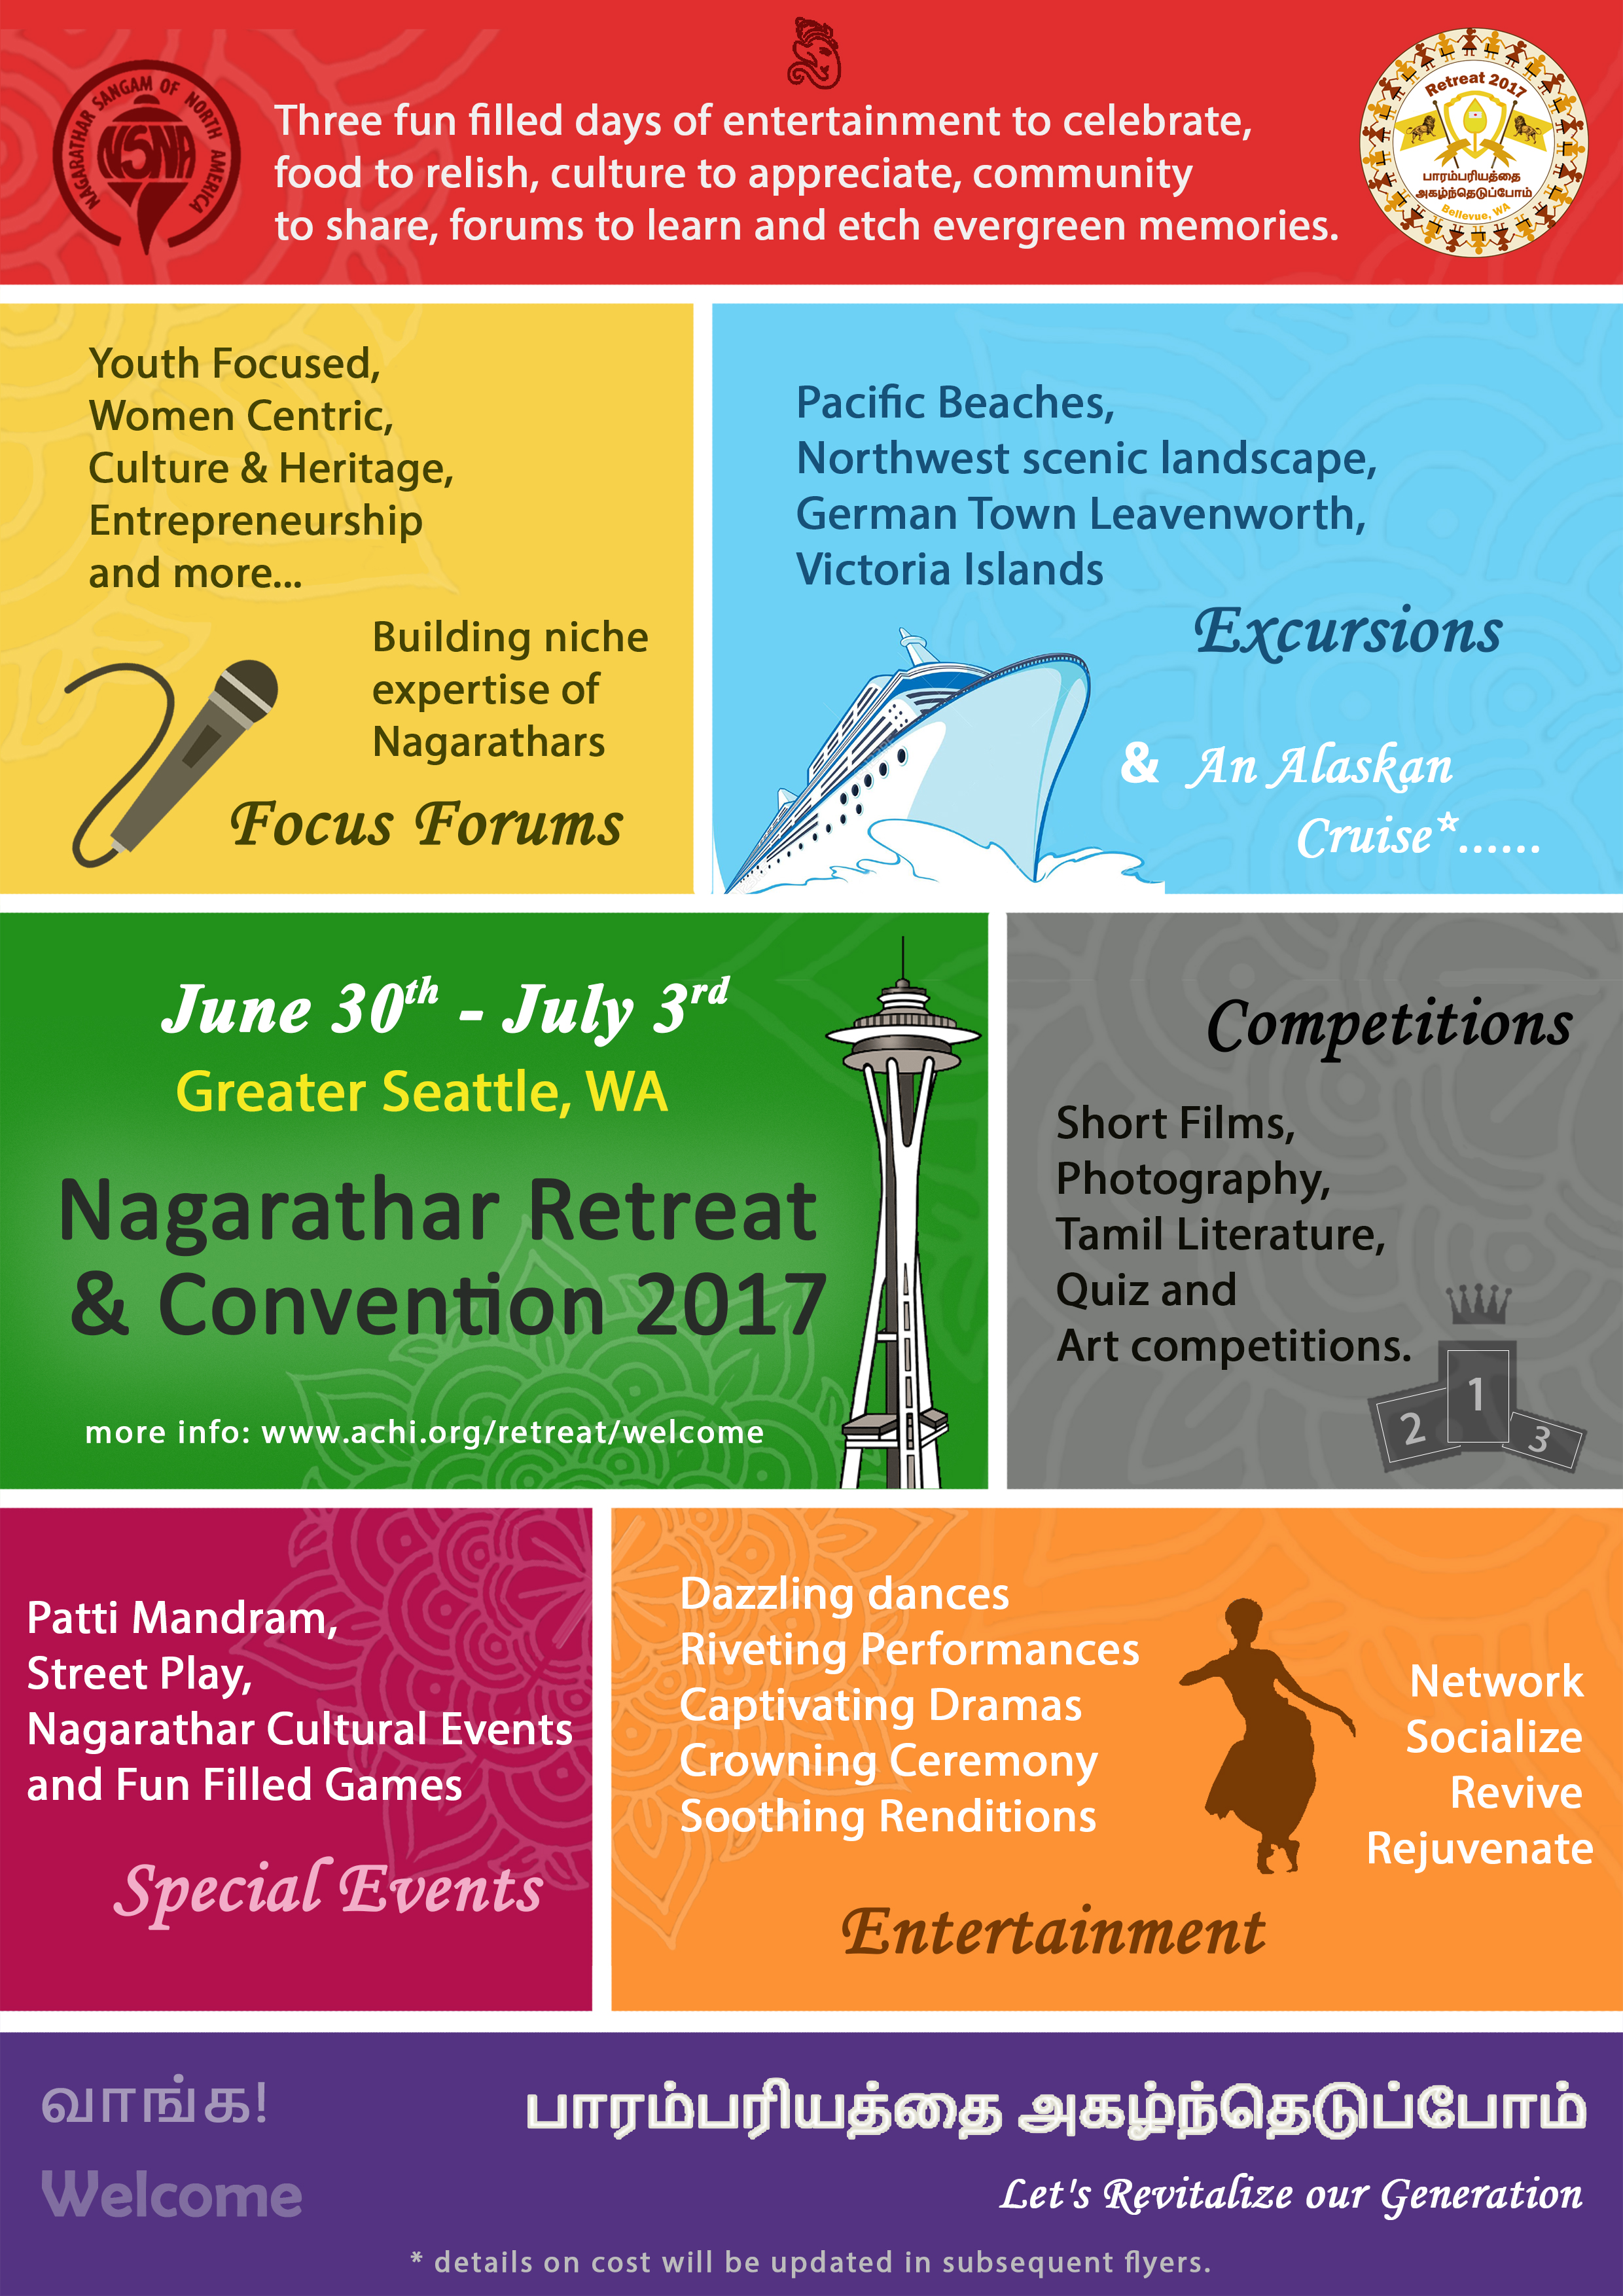 NAGARATHAR SANGAM OF NORTH AMERICA
NSNA
Three fun filled days of entertainment to celebrate,
food to relish, culture to appreciate, community
to share, forums to learn and etch evergreen memories.
Retreat 2017
பாரம்பரியத்தை
அகழ்ந்தெடுப்போம்
Bellevue, WA
Youth Focused,
Women Centric,
Culture & Heritage,
Entrepreneurship
and more...
Building niche
expertise of
Nagarathars
Focus Forums
Pacific Beaches,
Northwest scenic landscape,
German Town Leavenworth,
Victoria Islands
Excursions
& An Alaskan
Cruise*......
June 30th - July 3rd
Greater Seattle, WA
Nagarathar Retreat
& Convention 2017
more info: www.achi.org/retreat/welcome
Competitions
Short Films,
Photography,
Tamil Literature,
Quiz and
Art competitions.
1
2
3
Patti Mandram,
Street Play,
Nagarathar Cultural Events
and Fun Filled Games
Special Events
Dazzling dances
Riveting Performances
Captivating Dramas
Crowning Ceremony
Soothing Renditions
Network
Socialize
Revive
Rejuvenate
Entertainment
வாங்க!
Welcome
பாரம்பரியத்தை அகழ்ந்தெடுப்போம்
Let's Revitalize our Generation
* details on cost will be updated in subsequent flyers.